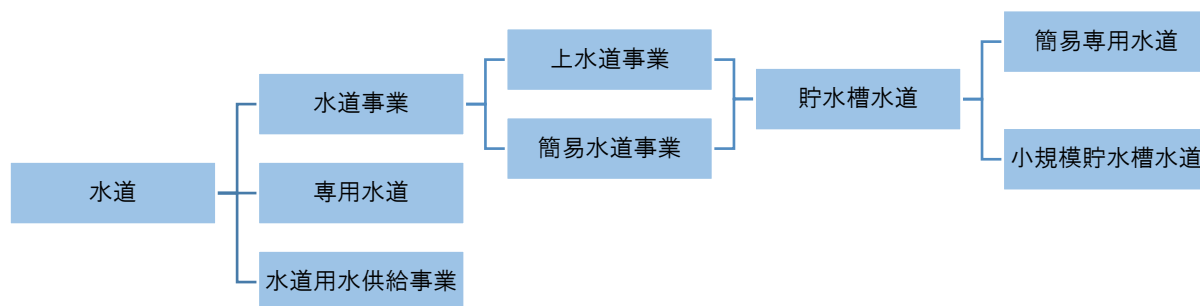 水道
水道事業
専用水道
水道用水供給事業
上水道事業
簡易水道事業
貯水槽水道
簡易専用水道
小規模貯水槽水道